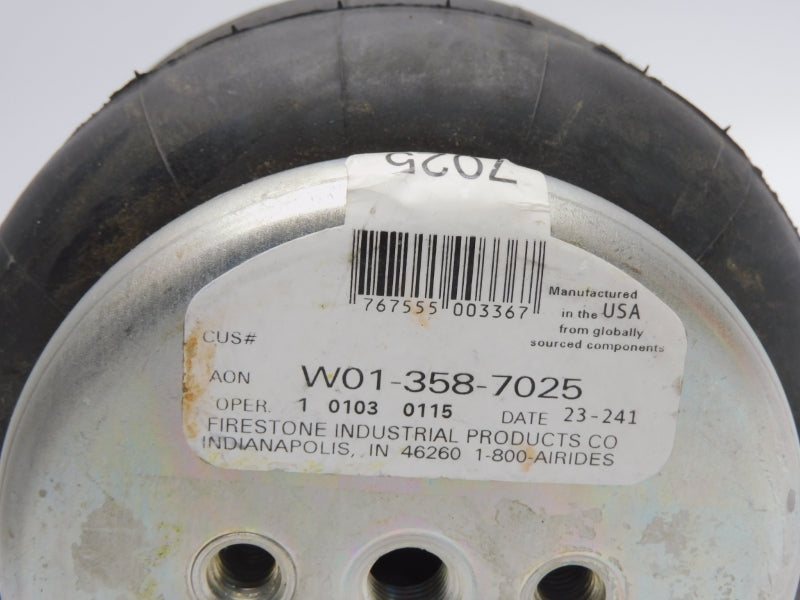 7025
767555 003367
Manufactured
in the USA
from globally
sourced components
CUS#
AON W01-358-7025
OPER. 1 0103 0115 DATE 23-241
FIRESTONE INDUSTRIAL PRODUCTS CO
INDIANAPOLIS, IN 46260 1-800-AIRIDES